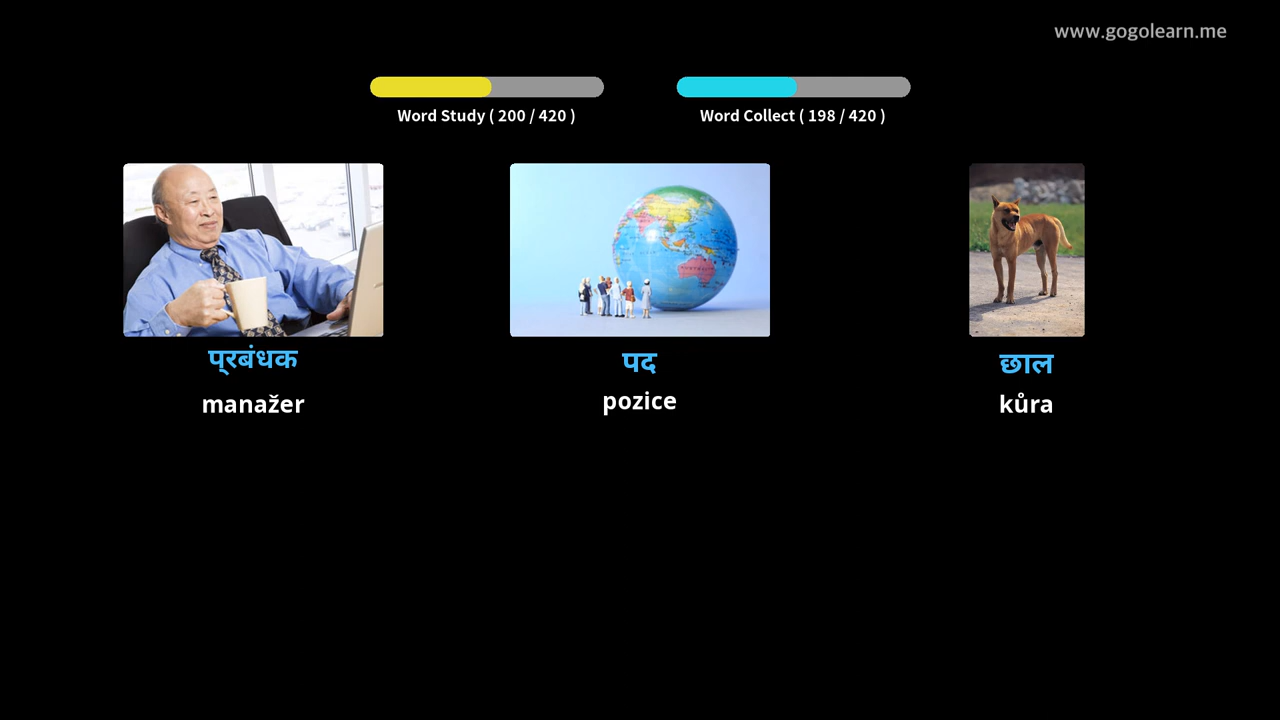 www.gogolearn.me
Word Study ( 200 / 420 )
Word Collect ( 198 / 420 )
प्रबंधक
पद
छाल
manažer
pozice
kůra